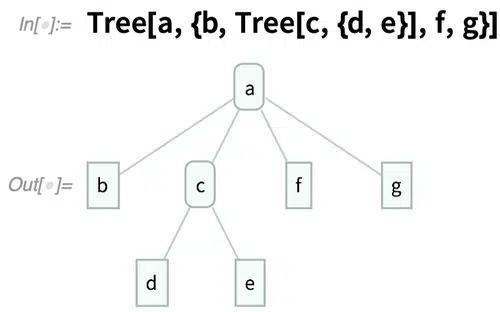 In[•]:= Tree[a, {b, Tree[c, {d, e}], f, g}]
a
Out[•]= b c f g
d e